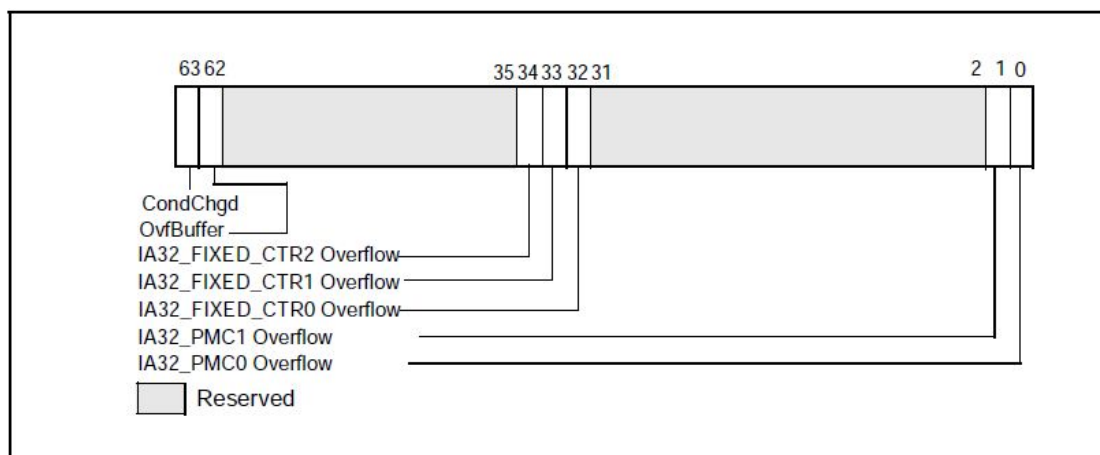 63 62 35 34 33 32 31 2 1 0
CondChgd
OvfBuffer
IA32_FIXED_CTR2 Overflow
IA32_FIXED_CTR1 Overflow
IA32_FIXED_CTR0 Overflow
IA32_PMC1 Overflow
IA32_PMC0 Overflow
Reserved